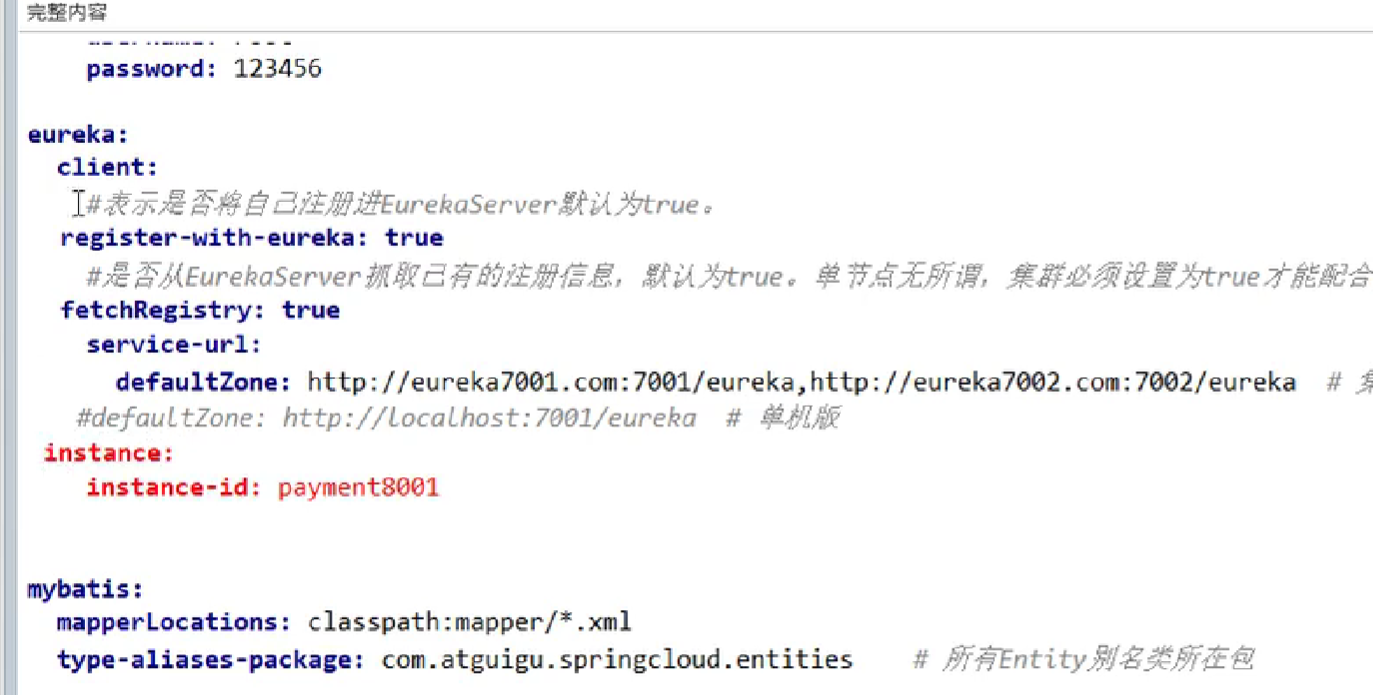 完整内容
password: 123456
eureka:
client:
#表示是否将自己注册进EurekaServer默认为true。
register-with-eureka: true
#是否从EurekaServer抓取已有的注册信息，默认为true。单节点无所谓，集群必须设置为true才能配合
fetchRegistry: true
service-url:
defaultZone: http://eureka7001.com:7001/eureka,http://eureka7002.com:7002/eureka #
#defaultZone: http://localhost:7001/eureka # 单机版
instance:
instance-id: payment8001
mybatis:
mapperLocations: classpath:mapper/*.xml
type-aliases-package: com.atguigu.springcloud.entities # 所有Entity别名类所在包